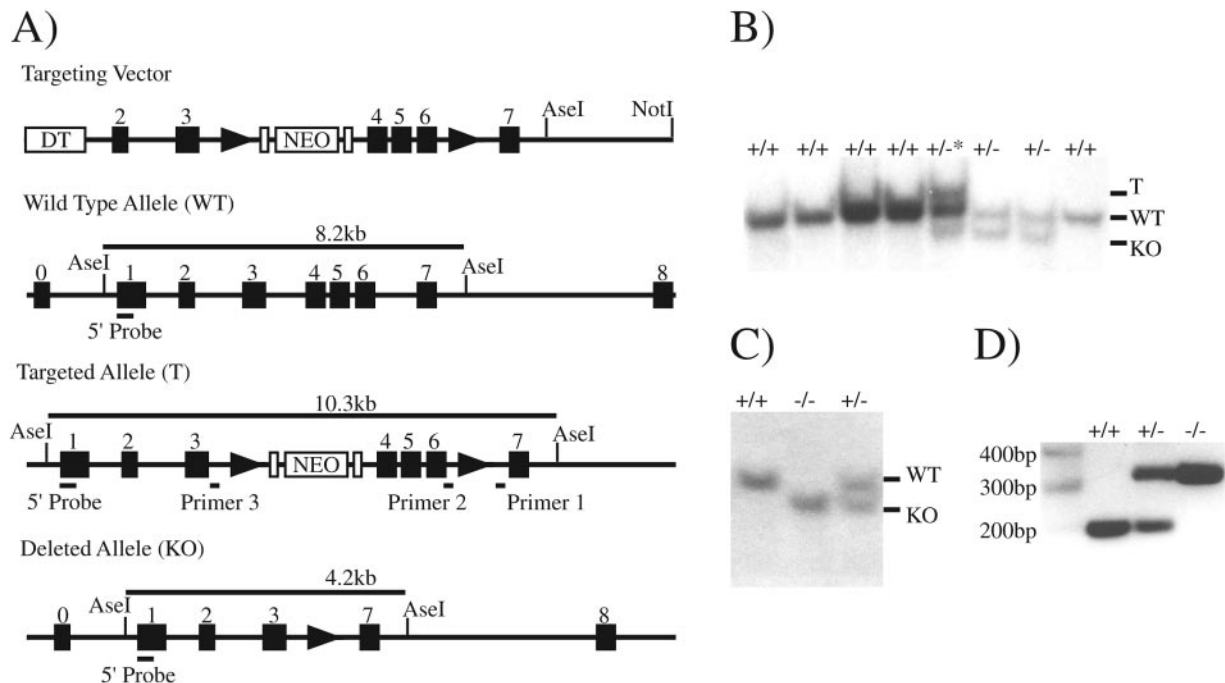 A)
Targeting Vector
2 3 4 5 6 7 AseI NotI
DT NEO
Wild Type Allele (WT)
8.2kb
0 AseI 1 2 3 4 5 6 7 AseI 8
5' Probe
Targeted Allele (T)
10.3kb
AseI 1 2 3 4 5 6 7 AseI
NEO
5' Probe Primer 3 Primer 2 Primer 1
Deleted Allele (KO)
4.2kb
0 AseI 1 2 3 7 AseI 8
5' Probe
B)
+/+ +/+ +/+ +/+ +/-* +/- +/- +/+
T
WT
KO
C)
+/+ -/- +/-
WT
KO
D)
+/+ +/- -/-
400bp
300bp
200bp